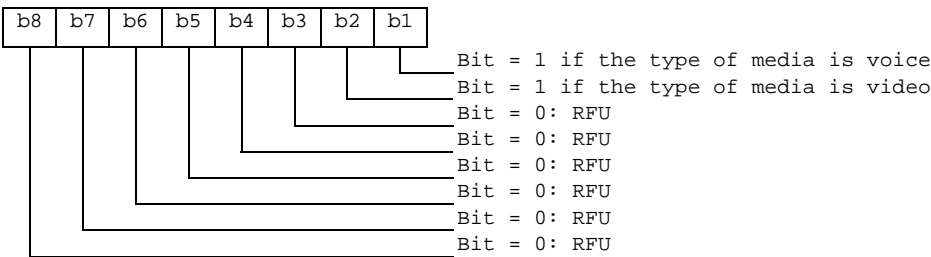 b8 b7 b6 b5 b4 b3 b2 b1
Bit = 1 if the type of media is voice
Bit = 1 if the type of media is video
Bit = 0: RFU
Bit = 0: RFU
Bit = 0: RFU
Bit = 0: RFU
Bit = 0: RFU
Bit = 0: RFU